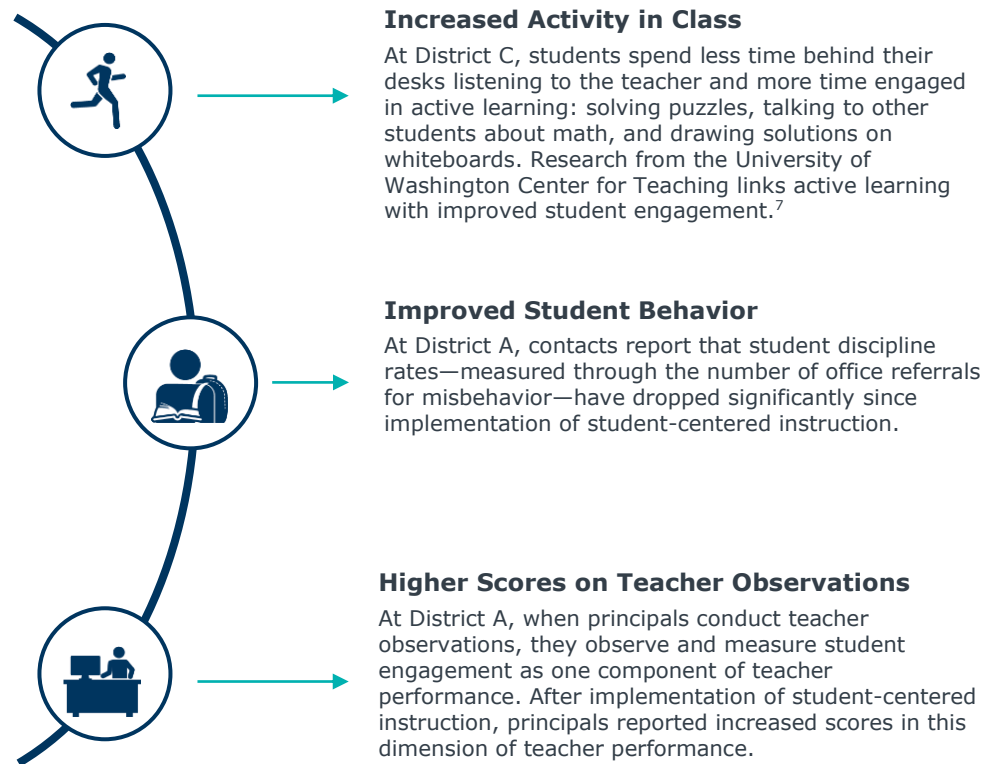 Increased Activity in Class
At District C, students spend less time behind their
desks listening to the teacher and more time engaged
in active learning: solving puzzles, talking to other
students about math, and drawing solutions on
whiteboards. Research from the University of
Washington Center for Teaching links active learning
with improved student engagement.⁷
Improved Student Behavior
At District A, contacts report that student discipline
rates—measured through the number of office referrals
for misbehavior—have dropped significantly since
implementation of student-centered instruction.
Higher Scores on Teacher Observations
At District A, when principals conduct teacher
observations, they observe and measure student
engagement as one component of teacher
performance. After implementation of student-centered
instruction, principals reported increased scores in this
dimension of teacher performance.